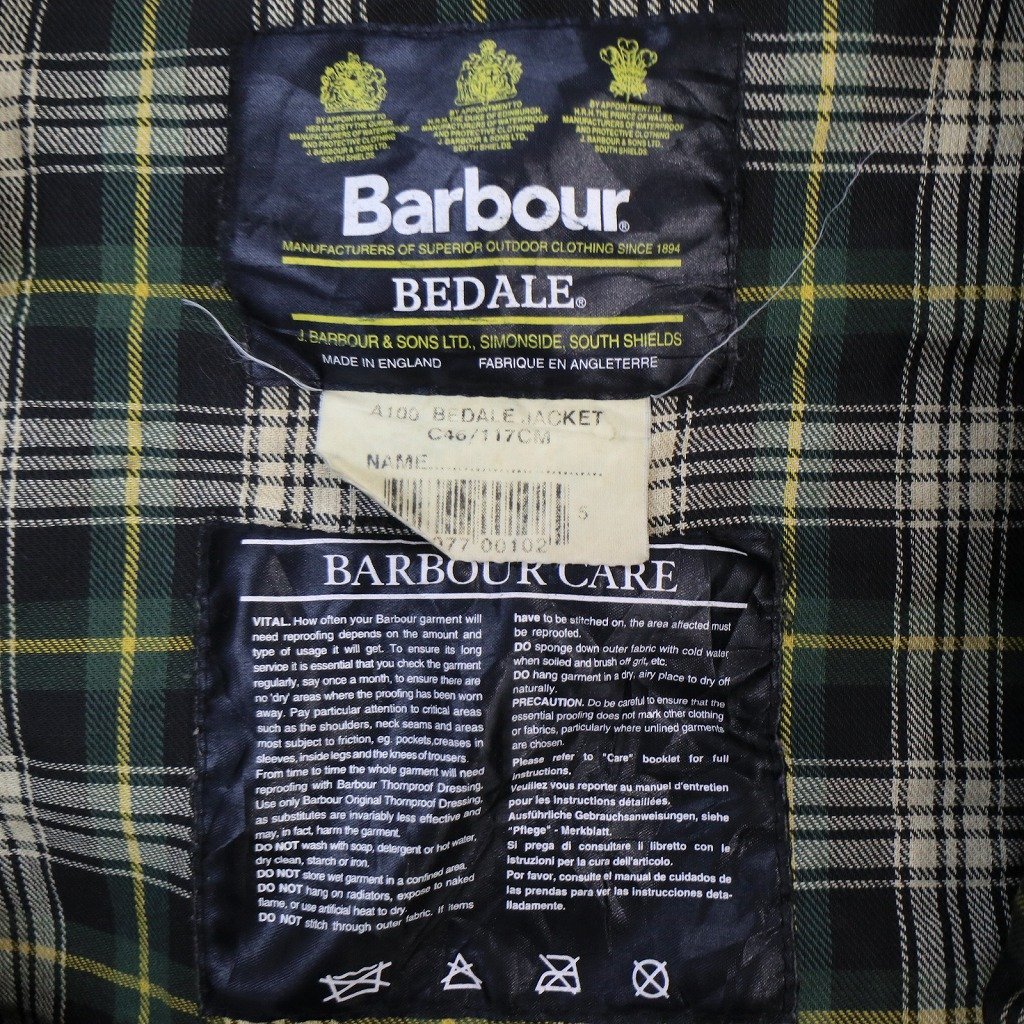 BY APPOINTMENT TO
HER MAJESTY
MANUFACTURERS OF WATERPROOF
AND PROTECTIVE CLOTHING
J. BARBOUR & SONS LTD.
SOUTH SHIELDS
BY APPOINTMENT TO
H.R.H. THE DUKE OF EDINBURGH
MANUFACTURERS OF WATERPROOF
AND PROTECTIVE CLOTHING
J. BARBOUR & SONS LTD.
SOUTH SHIELDS
BY APPOINTMENT TO
H.R.H. THE PRINCE OF WALES
MANUFACTURERS OF WATERPROOF
AND PROTECTIVE CLOTHING
J. BARBOUR & SONS LTD.
SOUTH SHIELDS
Barbour®
MANUFACTURERS OF SUPERIOR OUTDOOR CLOTHING SINCE 1894
BEDALE®
J. BARBOUR & SONS LTD., SIMONSIDE, SOUTH SHIELDS
MADE IN ENGLAND FABRIQUE EN ANGLETERRE
A100 BEDALE JACKET
C46/117CM
NAME
5
977 00102
BARBOUR CARE
VITAL. How often your Barbour garment will
need reproofing depends on the amount and
type of usage it will get. To ensure its long
service it is essential that you check the garment
regularly, say once a month, to ensure there are
no 'dry' areas where the proofing has been worn
away. Pay particular attention to critical areas
such as the shoulders, neck seams and areas
most subject to friction, eg. pockets,creases in
sleeves, inside legs and the knees of trousers.
From time to time the whole garment will need
reproofing with Barbour Thornproof Dressing.
Use only Barbour Original Thornproof Dressing,
as substitutes are invariably less effective and
may, in fact, harm the garment.
DO NOT wash with soap, detergent or hot water,
dry clean, starch or iron.
DO NOT store wet garment in a confined area.
DO NOT hang on radiators, expose to naked
flame, or use artificial heat to dry.
DO NOT stitch through outer fabric. If items
have to be stitched on, the area affected must
be reproofed.
DO sponge down outer fabric with cold water
when soiled and brush off grit, etc.
DO hang garment in a dry, airy place to dry off
naturally.
PRECAUTION. Do be careful to ensure that the
essential proofing does not mark other clothing
or fabrics, particularly where unlined garments
are chosen.
Please refer to "Care" booklet for full
instructions.
veuillez vous reporter au manuel d'entretien
pour les instructions détaillées.
Ausführliche Gebrauchsanweisungen, siehe
"Pflege" - Merkblatt.
Si prega di consultare il libretto con le
istruzioni per la cura dell'articolo.
Por favor, consulte el manual de cuidados de
las prendas para ver las instrucciones deta-
lladamente.